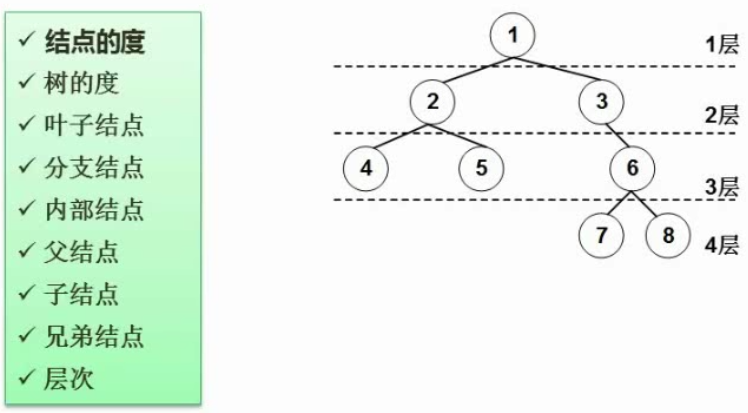 ✓ 结点的度
✓ 树的度
✓ 叶子结点
✓ 分支结点
✓ 内部结点
✓ 父结点
✓ 子结点
✓ 兄弟结点
✓ 层次
1
1层
2
3
2层
4
5
6
3层
7
8
4层